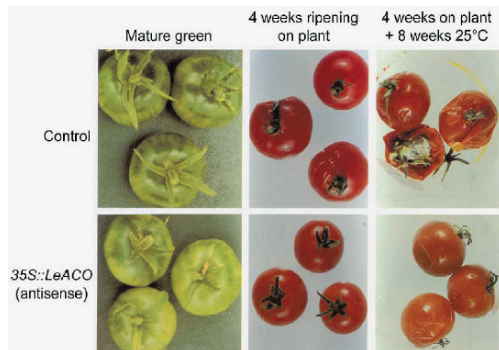 Mature green
4 weeks ripening
on plant
4 weeks on plant
+ 8 weeks 25°C
Control
35S::LeACO
(antisense)